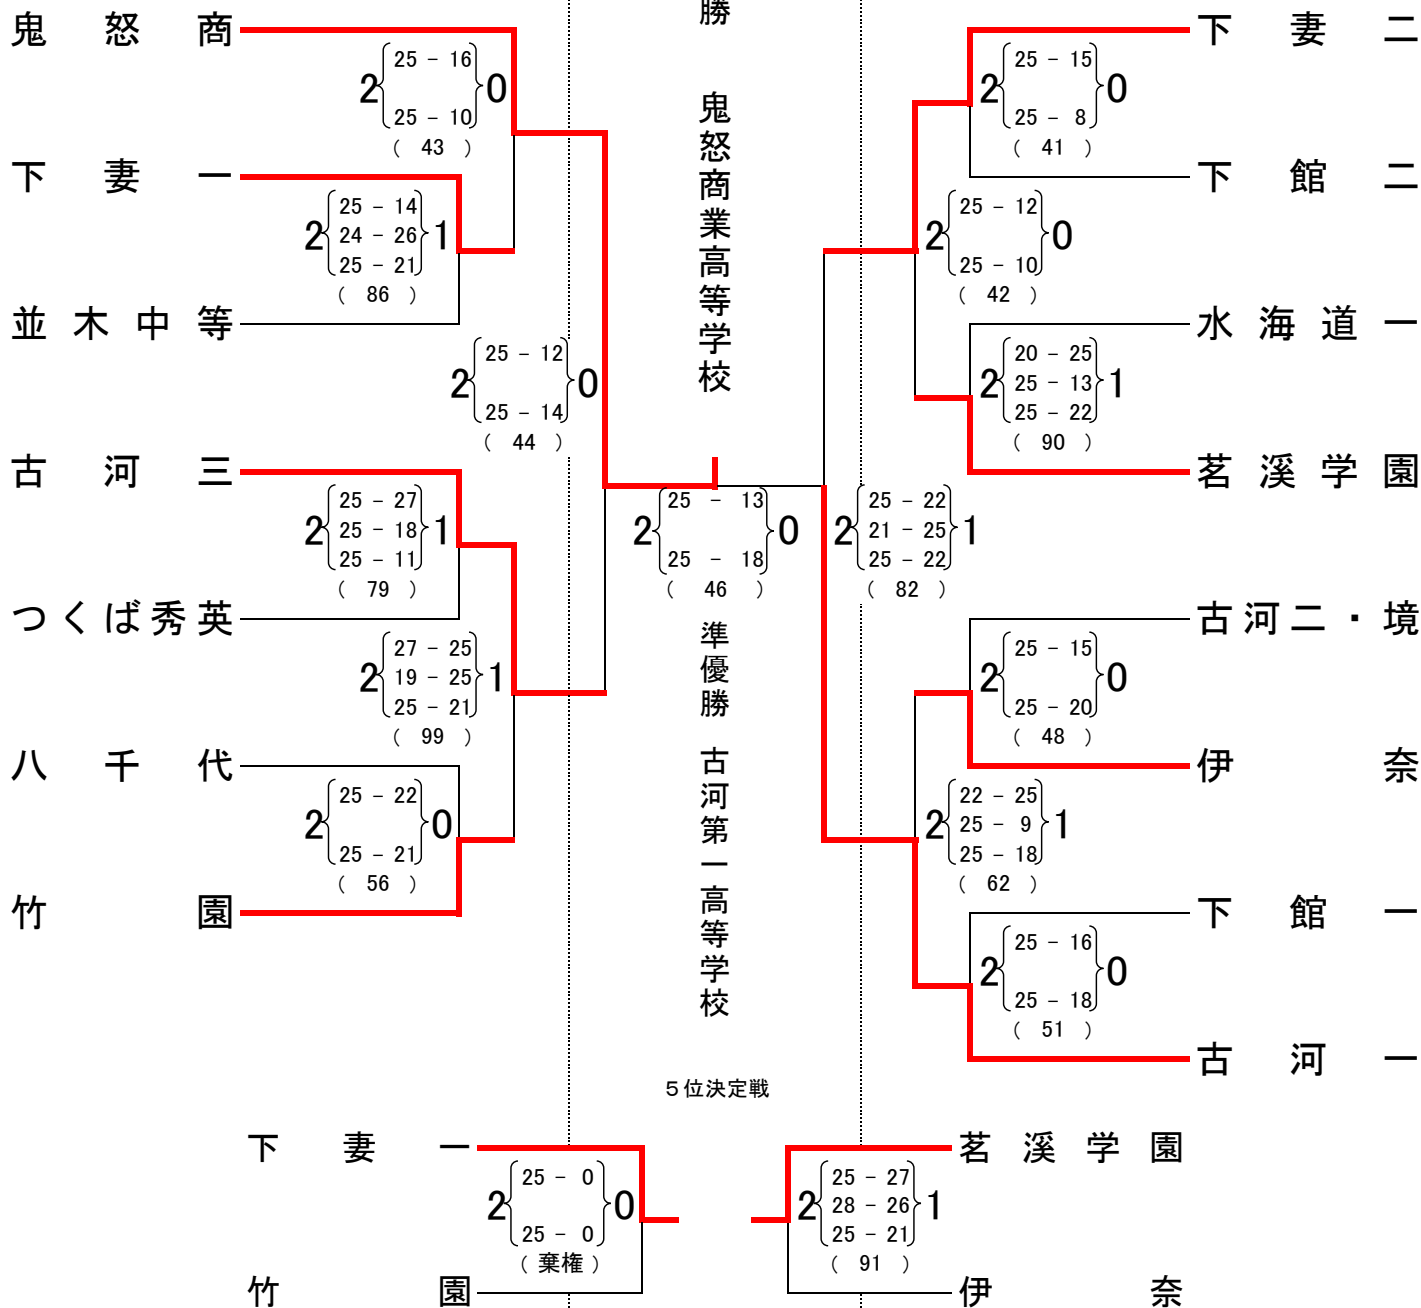 勝 鬼怒商業高等学校
準優勝 古河第一高等学校
鬼怒商
2 25 - 16 0
25 - 10
( 43 )
下妻一
2 25 - 14 1
24 - 26
25 - 21
( 86 )
並木中等
2 25 - 12 0
25 - 14
( 44 )
古河三
2 25 - 27 1
25 - 18
25 - 11
( 79 )
つくば秀英
2 27 - 25 1
19 - 25
25 - 21
( 99 )
八千代
2 25 - 22 0
25 - 21
( 56 )
竹園
2 25 - 13 0
25 - 18
( 46 )
下妻二
2 25 - 15 0
25 - 8
( 41 )
下館二
2 25 - 12 0
25 - 10
( 42 )
水海道一
2 20 - 25 1
25 - 13
25 - 22
( 90 )
茗溪学園
2 25 - 22 1
21 - 25
25 - 22
( 82 )
古河二・境
2 25 - 15 0
25 - 20
( 48 )
伊奈
2 22 - 25 1
25 - 9
25 - 18
( 62 )
下館一
2 25 - 16 0
25 - 18
( 51 )
古河一
5位決定戦
下妻一
2 25 - 0 0
25 - 0
( 棄権 )
竹園
茗溪学園
2 25 - 27 1
28 - 26
25 - 21
( 91 )
伊奈